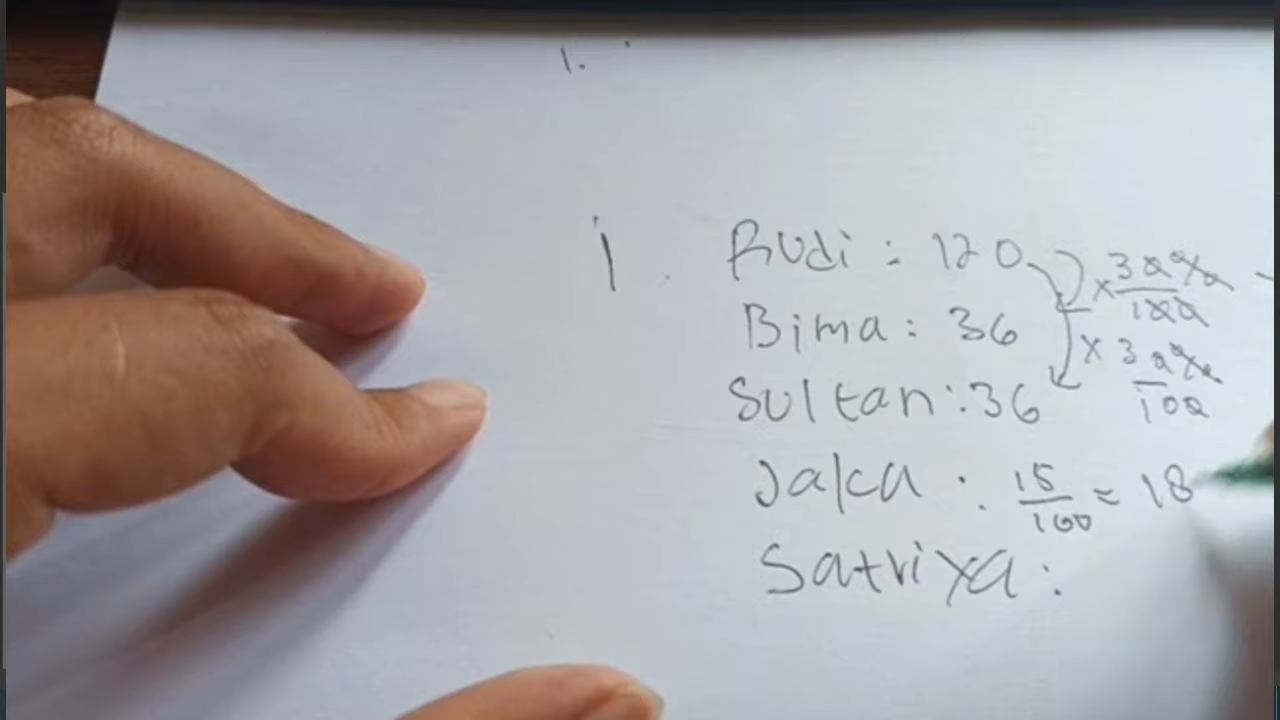 1.
1. Rudi : 120 × 30%/100
Bima : 36 × 30%/100
Sultan : 36
Jaka : 15/100 = 18
Satriya :